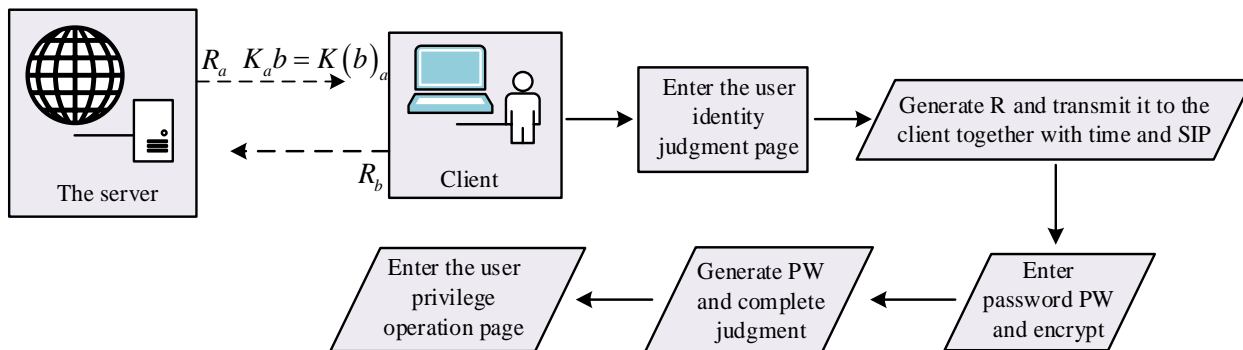 R_a K_a b = K(b)_a
The server
R_b
Client
Enter the user
identity
judgment page
Generate R and transmit it to the
client together with time and SIP
Enter
password PW
and encrypt
Generate PW
and complete
judgment
Enter the user
privilege
operation page